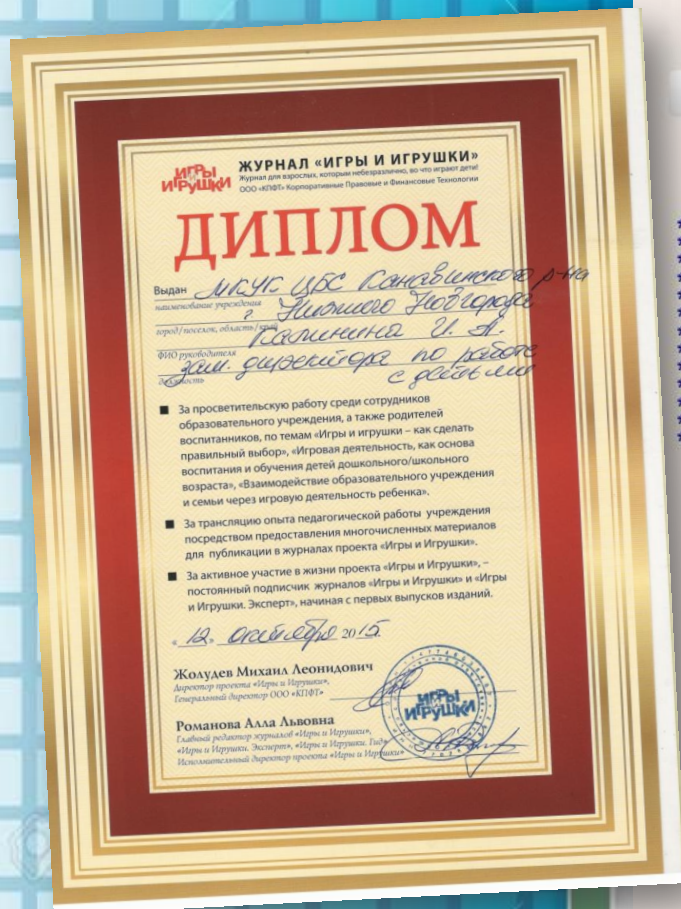 ИГРЫ И ИГРУШКИ
ЖУРНАЛ «ИГРЫ И ИГРУШКИ»
Журнал для взрослых, которым небезразлично, во что играют дети!
ООО «КПФТ» Корпоративные Правовые и Финансовые Технологии
ДИПЛОМ
Выдан МКУК ЦБС Канавинского р-на
наименование учреждения
г. Нижнего Новгорода
город/поселок, область/край
Калинина И. А.
ФИО руководителя
зам. директора по работе
должность
с детьми
■ За просветительскую работу среди сотрудников
образовательного учреждения, а также родителей
воспитанников, по темам «Игры и игрушки – как сделать
правильный выбор», «Игровая деятельность, как основа
воспитания и обучения детей дошкольного/школьного
возраста», «Взаимодействие образовательного учреждения
и семьи через игровую деятельность ребенка».
■ За трансляцию опыта педагогической работы учреждения
посредством предоставления многочисленных материалов
для публикации в журналах проекта «Игры и Игрушки».
■ За активное участие в жизни проекта «Игры и Игрушки», –
постоянный подписчик журналов «Игры и Игрушки» и «Игры
и Игрушки. Эксперт», начиная с первых выпусков изданий.
«12» октября 2015
Жолудев Михаил Леонидович
Директор проекта «Игры и Игрушки»,
Генеральный директор ООО «КПФТ»
Романова Алла Львовна
Главный редактор журналов «Игры и Игрушки»,
«Игры и Игрушки. Эксперт», «Игры и Игрушки. Гид»
Исполнительный директор проекта «Игры и Игрушки»
ИГРЫ И ИГРУШКИ